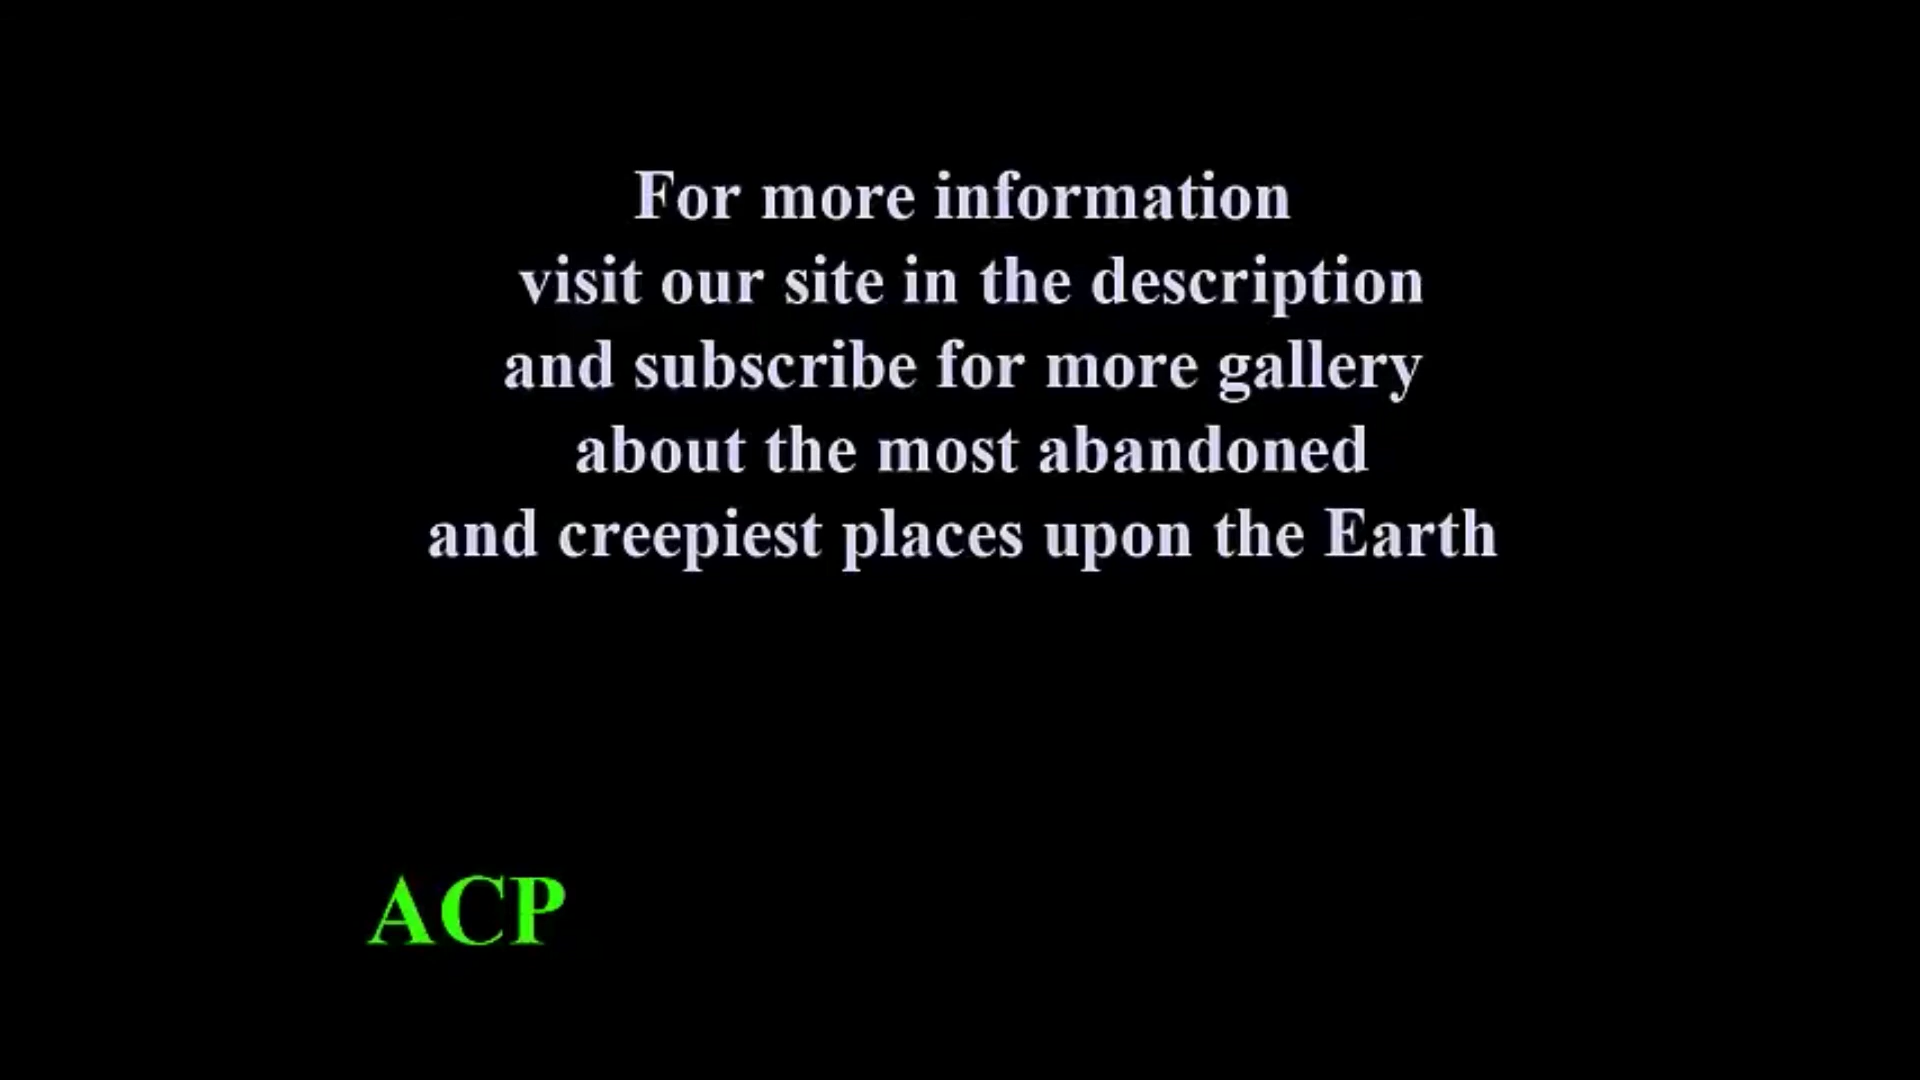 For more information
visit our site in the description
and subscribe for more gallery
about the most abandoned
and creepiest places upon the Earth
ACP